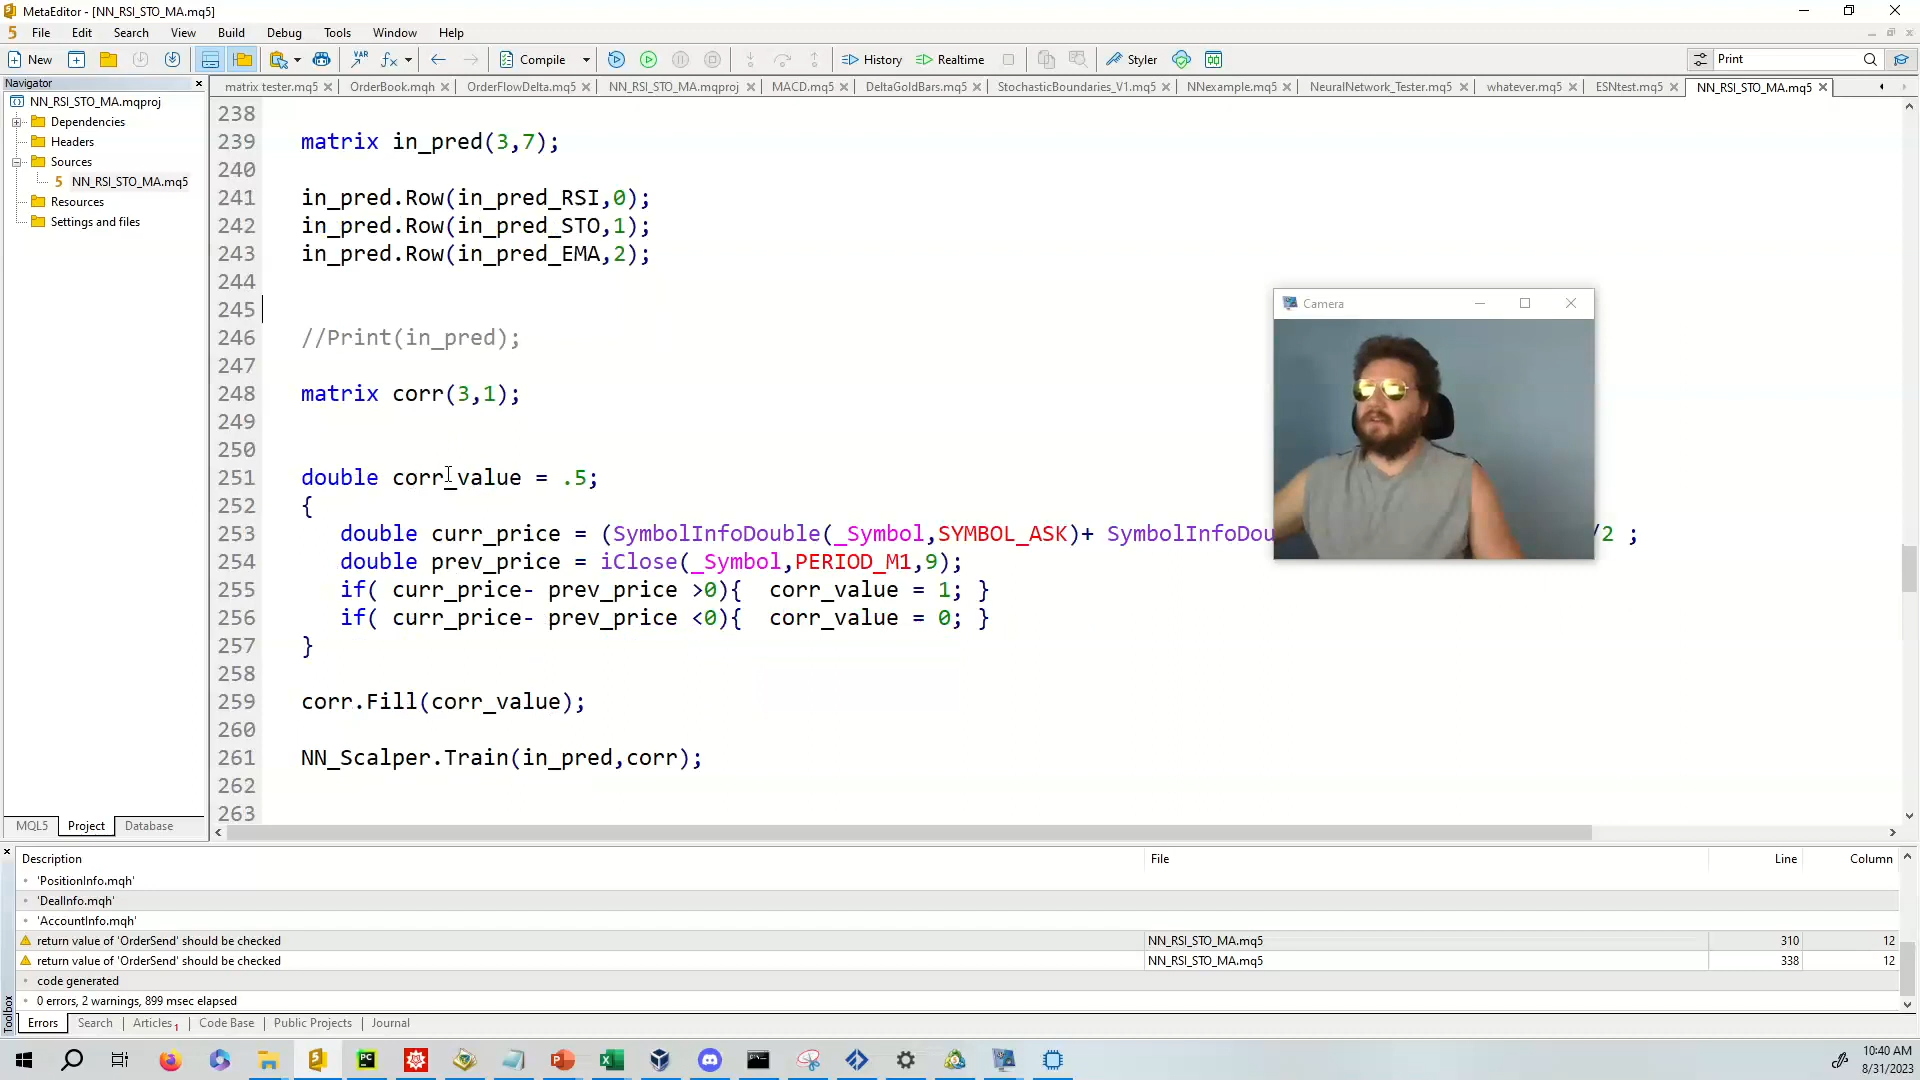 MetaEditor - [NN_RSI_STO_MA.mq5]
File Edit Search View Build Debug Tools Window Help
New Compile History Realtime Styler Print
Navigator
matrix tester.mq5 OrderBook.mqh OrderFlowDelta.mq5 NN_RSI_STO_MA.mqproj MACD.mq5 DeltaGoldBars.mq5 StochasticBoundaries_V1.mq5 NNexample.mq5 NeuralNetwork_Tester.mq5 whatever.mq5 ESNtest.mq5 NN_RSI_STO_MA.mq5
NN_RSI_STO_MA.mqproj
Dependencies
Headers
Sources
NN_RSI_STO_MA.mq5
Resources
Settings and files
MQL5 Project Database
238
239 matrix in_pred(3,7);
240
241 in_pred.Row(in_pred_RSI,0);
242 in_pred.Row(in_pred_STO,1);
243 in_pred.Row(in_pred_EMA,2);
244
245
246 //Print(in_pred);
247
248 matrix corr(3,1);
249
250
251 double corr_value = .5;
252 {
253 double curr_price = (SymbolInfoDouble(_Symbol,SYMBOL_ASK)+ SymbolInfoDou /2 ;
254 double prev_price = iClose(_Symbol,PERIOD_M1,9);
255 if( curr_price- prev_price >0){ corr_value = 1; }
256 if( curr_price- prev_price <0){ corr_value = 0; }
257 }
258
259 corr.Fill(corr_value);
260
261 NN_Scalper.Train(in_pred,corr);
262
263
Camera
Description File Line Column
'PositionInfo.mqh'
'DealInfo.mqh'
'AccountInfo.mqh'
return value of 'OrderSend' should be checked NN_RSI_STO_MA.mq5 310 12
return value of 'OrderSend' should be checked NN_RSI_STO_MA.mq5 338 12
code generated
0 errors, 2 warnings, 899 msec elapsed
Toolbox
Errors Search Articles 1 Code Base Public Projects Journal
10:40 AM
8/31/2023